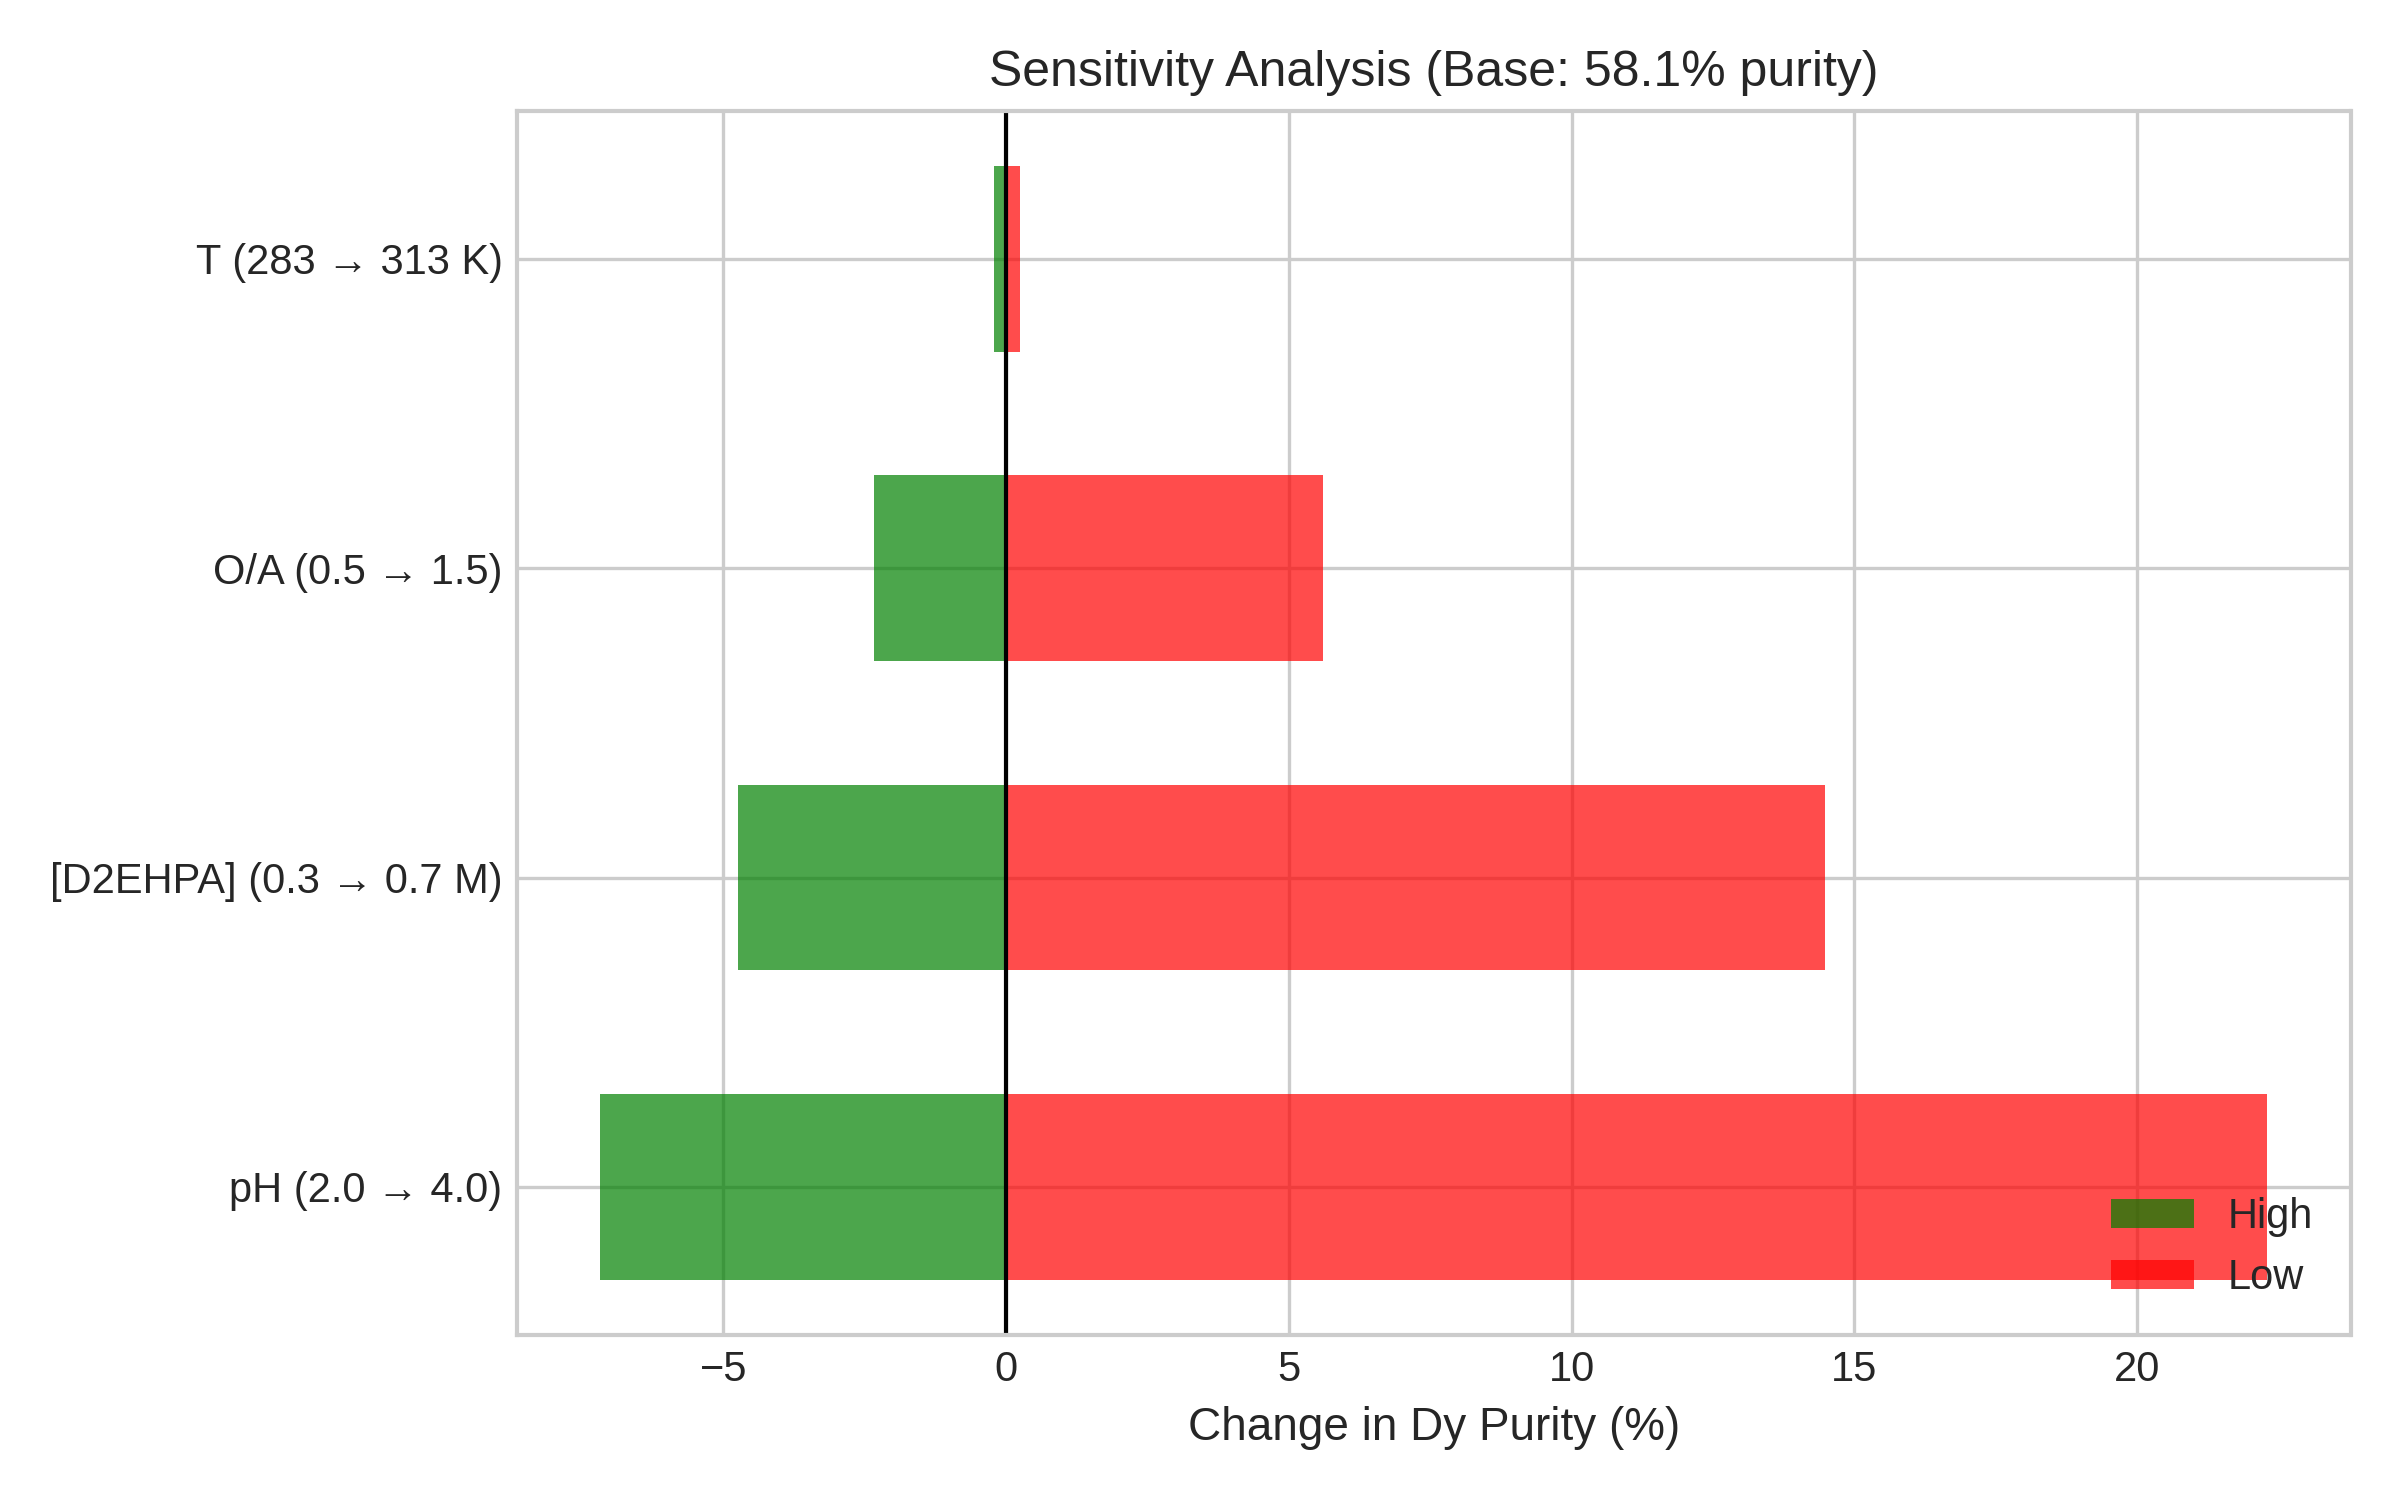 Sensitivity Analysis (Base: 58.1% purity)
T (283 → 313 K)
O/A (0.5 → 1.5)
[D2EHPA] (0.3 → 0.7 M)
pH (2.0 → 4.0)
High
Low
−5 0 5 10 15 20
Change in Dy Purity (%)